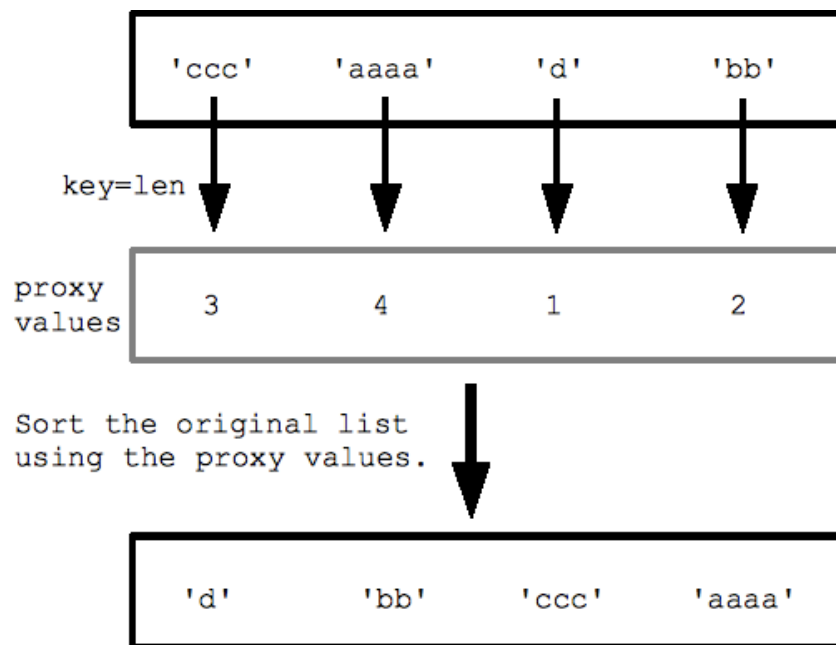 'ccc' 'aaaa' 'd' 'bb'
key=len
proxy
values
3 4 1 2
Sort the original list
using the proxy values.
'd' 'bb' 'ccc' 'aaaa'